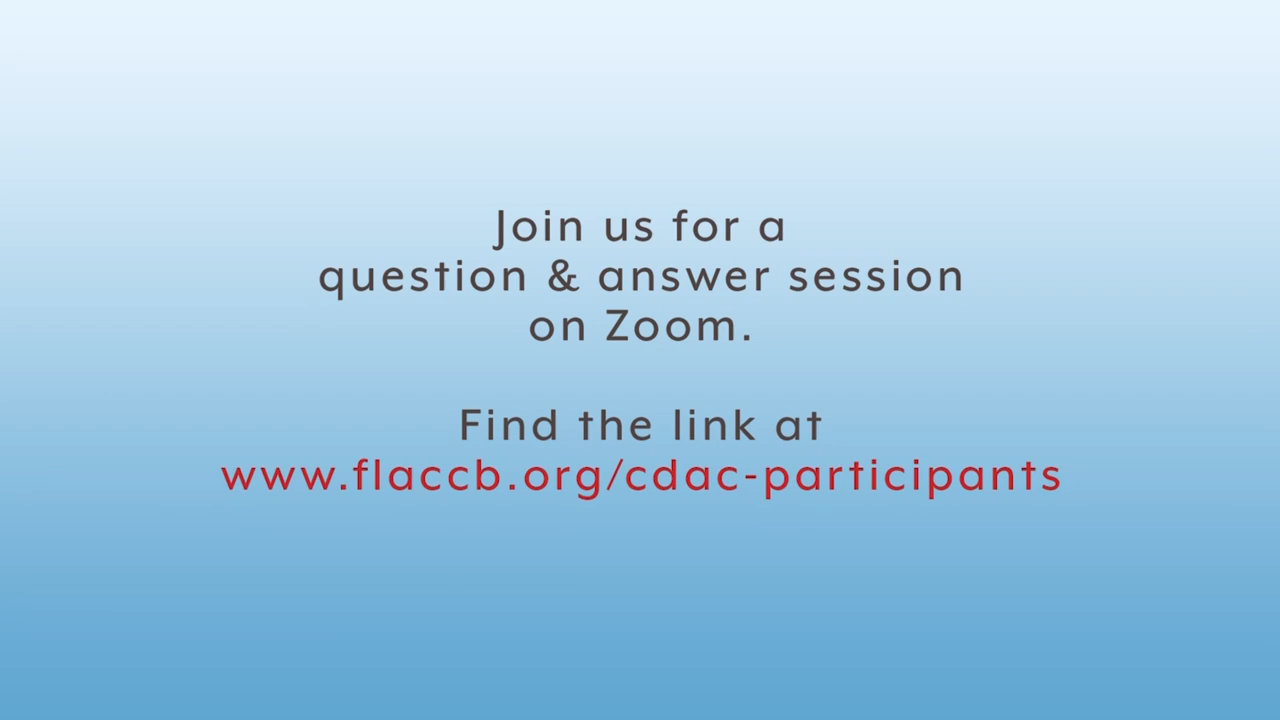 Join us for a
question & answer session
on Zoom.
Find the link at
www.flaccb.org/cdac-participants